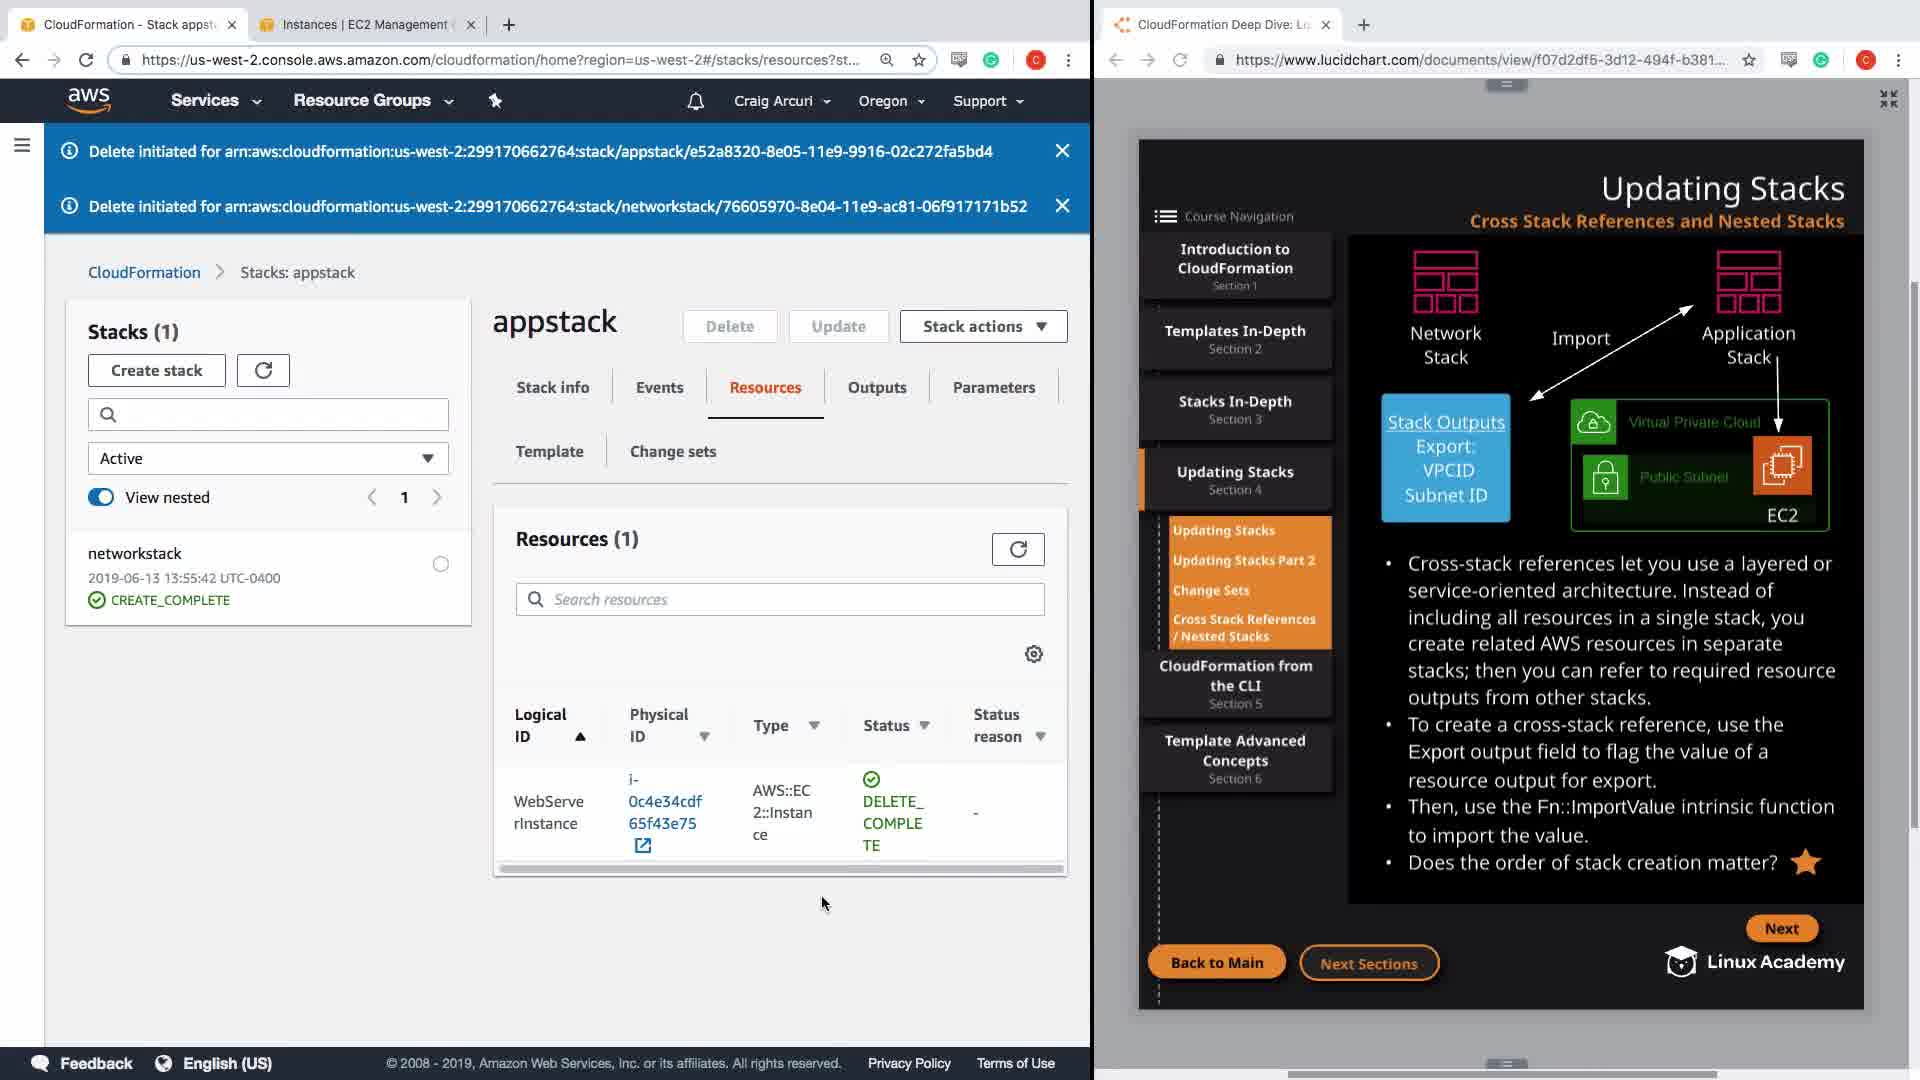 CloudFormation - Stack appst
Instances | EC2 Management
https://us-west-2.console.aws.amazon.com/cloudformation/home?region=us-west-2#/stacks/resources?st...
C
aws
Services
Resource Groups
Craig Arcuri
Oregon
Support
Delete initiated for arn:aws:cloudformation:us-west-2:299170662764:stack/appstack/e52a8320-8e05-11e9-9916-02c272fa5bd4
Delete initiated for arn:aws:cloudformation:us-west-2:299170662764:stack/networkstack/76605970-8e04-11e9-ac81-06f917171b52
CloudFormation
Stacks: appstack
Stacks (1)
Create stack
Active
View nested
1
networkstack
2019-06-13 13:55:42 UTC-0400
CREATE_COMPLETE
appstack
Delete
Update
Stack actions
Stack info
Events
Resources
Outputs
Parameters
Template
Change sets
Resources (1)
Search resources
Logical
ID
Physical
ID
Type
Status
Status
reason
WebServe
rInstance
i-
0c4e34cdf
65f43e75
AWS::EC
2::Instan
ce
DELETE_
COMPLE
TE
-
Feedback
English (US)
© 2008 - 2019, Amazon Web Services, Inc. or its affiliates. All rights reserved.
Privacy Policy
Terms of Use
CloudFormation Deep Dive: Lu
https://www.lucidchart.com/documents/view/f07d2df5-3d12-494f-b381...
C
Updating Stacks
Cross Stack References and Nested Stacks
Course Navigation
Introduction to
CloudFormation
Section 1
Templates In-Depth
Section 2
Stacks In-Depth
Section 3
Updating Stacks
Section 4
Updating Stacks
Updating Stacks Part 2
Change Sets
Cross Stack References
/ Nested Stacks
CloudFormation from
the CLI
Section 5
Template Advanced
Concepts
Section 6
Network
Stack
Import
Application
Stack
Stack Outputs
Export:
VPCID
Subnet ID
Virtual Private Cloud
Public Subnet
EC2
• Cross-stack references let you use a layered or
service-oriented architecture. Instead of
including all resources in a single stack, you
create related AWS resources in separate
stacks; then you can refer to required resource
outputs from other stacks.
• To create a cross-stack reference, use the
Export output field to flag the value of a
resource output for export.
• Then, use the Fn::ImportValue intrinsic function
to import the value.
• Does the order of stack creation matter?
Next
Back to Main
Next Sections
Linux Academy